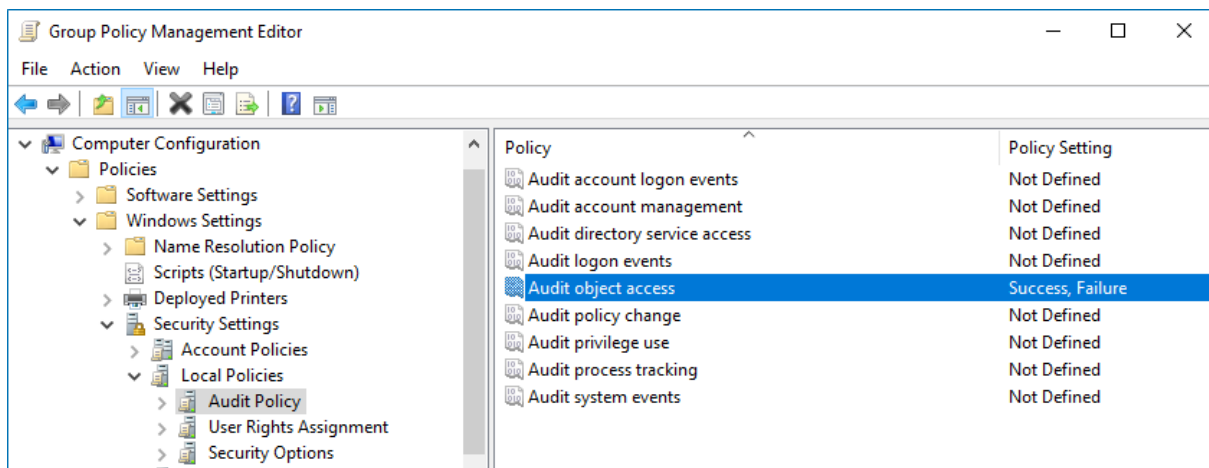 Group Policy Management Editor
File Action View Help
Computer Configuration
Policies
Software Settings
Windows Settings
Name Resolution Policy
Scripts (Startup/Shutdown)
Deployed Printers
Security Settings
Account Policies
Local Policies
Audit Policy
User Rights Assignment
Security Options
Policy Policy Setting
Audit account logon events Not Defined
Audit account management Not Defined
Audit directory service access Not Defined
Audit logon events Not Defined
Audit object access Success, Failure
Audit policy change Not Defined
Audit privilege use Not Defined
Audit process tracking Not Defined
Audit system events Not Defined